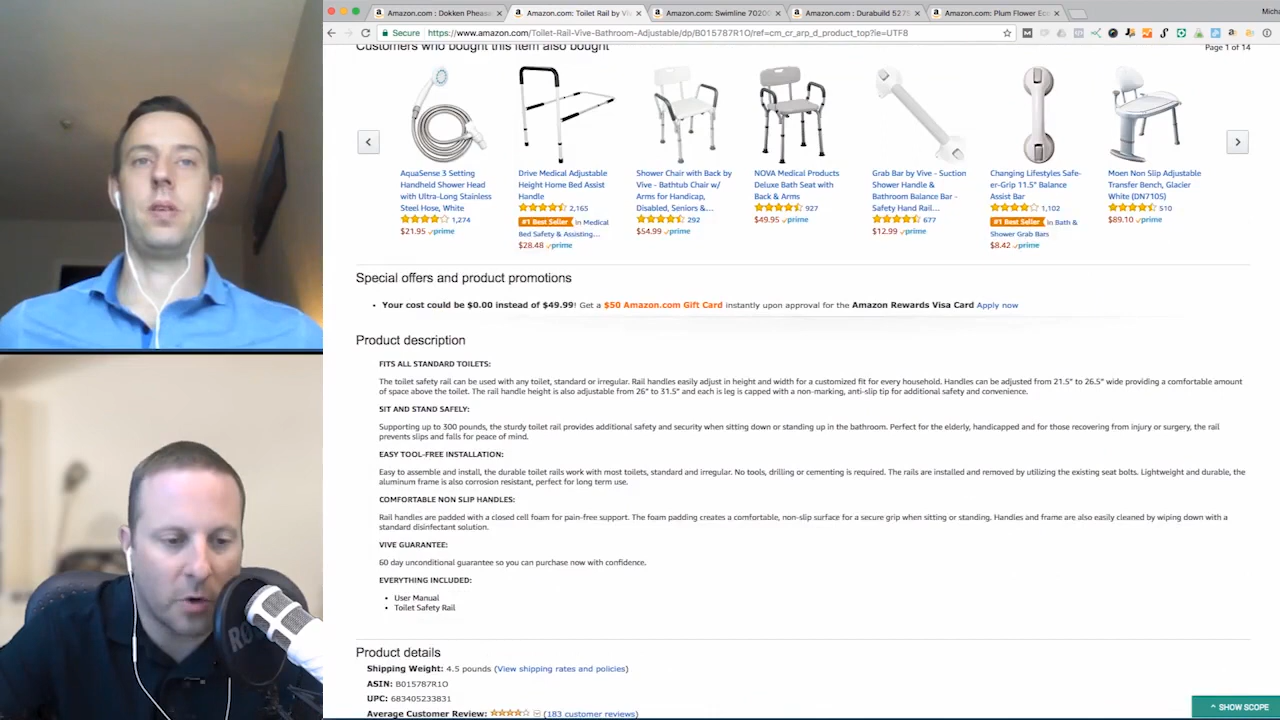 Amazon.com : Dokken Pheas
Amazon.com: Toilet Rail by Vi
Amazon.com: Swimline 7020
Amazon.com : Durabuild 527
Amazon.com: Plum Flower Ec
Micha
Secure
https://www.amazon.com/Toilet-Rail-Vive-Bathroom-Adjustable/dp/B015787R1O/ref=cm_cr_arp_d_product_top?ie=UTF8
Customers who bought this item also bought
Page 1 of 14
AquaSense 3 Setting
Handheld Shower Head
with Ultra-Long Stainless
Steel Hose, White
1,274
$21.95 prime
Drive Medical Adjustable
Height Home Bed Assist
Handle
2,165
#1 Best Seller in Medical
Bed Safety & Assisting...
$28.48 prime
Shower Chair with Back by
Vive - Bathtub Chair w/
Arms for Handicap,
Disabled, Seniors &...
292
$54.99 prime
NOVA Medical Products
Deluxe Bath Seat with
Back & Arms
927
$49.95 prime
Grab Bar by Vive - Suction
Shower Handle &
Bathroom Balance Bar -
Safety Hand Rail...
677
$12.99 prime
Changing Lifestyles Safe-
er-Grip 11.5" Balance
Assist Bar
1,102
#1 Best Seller in Bath &
Shower Grab Bars
$8.42 prime
Moen Non Slip Adjustable
Transfer Bench, Glacier
White (DN7105)
510
$89.10 prime
Special offers and product promotions
• Your cost could be $0.00 instead of $49.99! Get a $50 Amazon.com Gift Card instantly upon approval for the Amazon Rewards Visa Card Apply now
Product description
FITS ALL STANDARD TOILETS:
The toilet safety rail can be used with any toilet, standard or irregular. Rail handles easily adjust in height and width for a customized fit for every household. Handles can be adjusted from 21.5" to 26.5" wide providing a comfortable amount
of space above the toilet. The rail handle height is also adjustable from 26" to 31.5" and each is leg is capped with a non-marking, anti-slip tip for additional safety and convenience.
SIT AND STAND SAFELY:
Supporting up to 300 pounds, the sturdy toilet rail provides additional safety and security when sitting down or standing up in the bathroom. Perfect for the elderly, handicapped and for those recovering from injury or surgery, the rail
prevents slips and falls for peace of mind.
EASY TOOL-FREE INSTALLATION:
Easy to assemble and install, the durable toilet rails work with most toilets, standard and irregular. No tools, drilling or cementing is required. The rails are installed and removed by utilizing the existing seat bolts. Lightweight and durable, the
aluminum frame is also corrosion resistant, perfect for long term use.
COMFORTABLE NON SLIP HANDLES:
Rail handles are padded with a closed cell foam for pain-free support. The foam padding creates a comfortable, non-slip surface for a secure grip when sitting or standing. Handles and frame are also easily cleaned by wiping down with a
standard disinfectant solution.
VIVE GUARANTEE:
60 day unconditional guarantee so you can purchase now with confidence.
EVERYTHING INCLUDED:
• User Manual
• Toilet Safety Rail
Product details
Shipping Weight: 4.5 pounds (View shipping rates and policies)
ASIN: B015787R1O
UPC: 683405233831
Average Customer Review: (183 customer reviews)
SHOW SCOPE